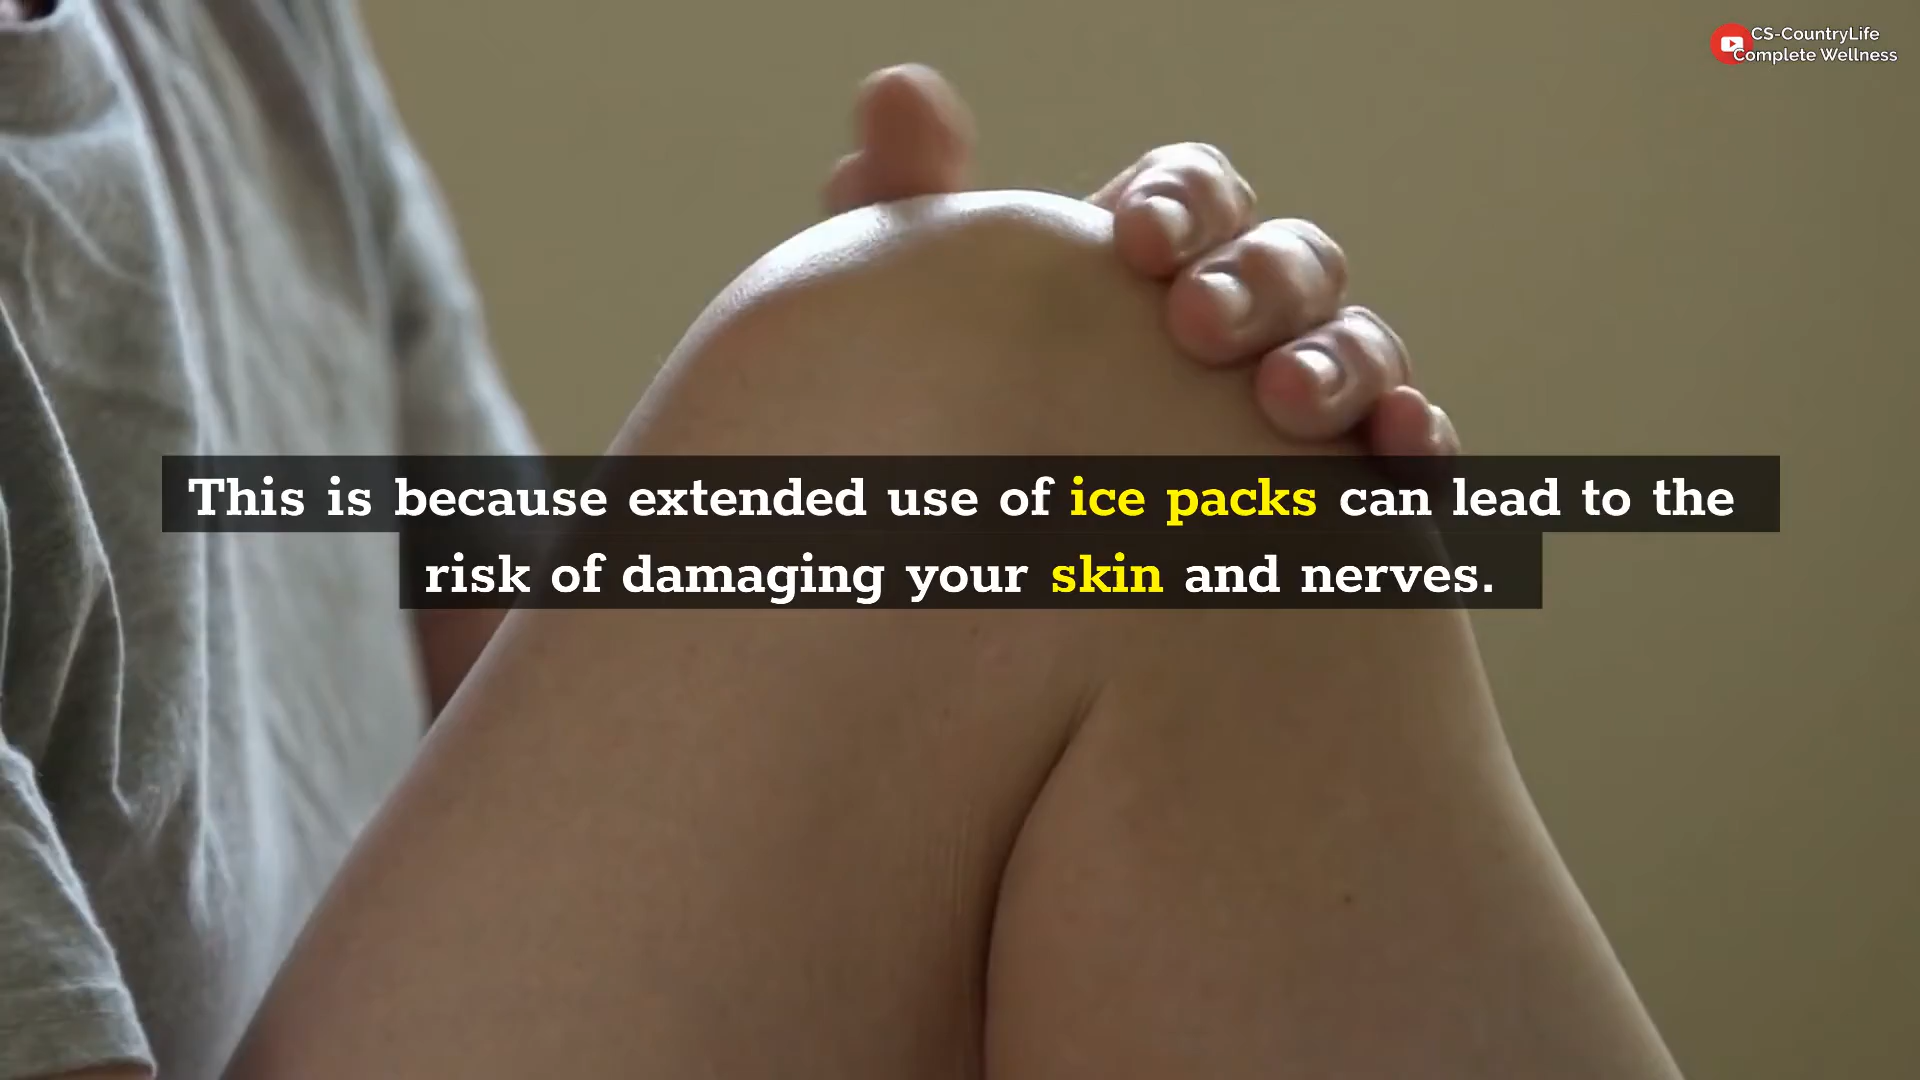 CS-CountryLife
Complete Wellness
This is because extended use of ice packs can lead to the
risk of damaging your skin and nerves.